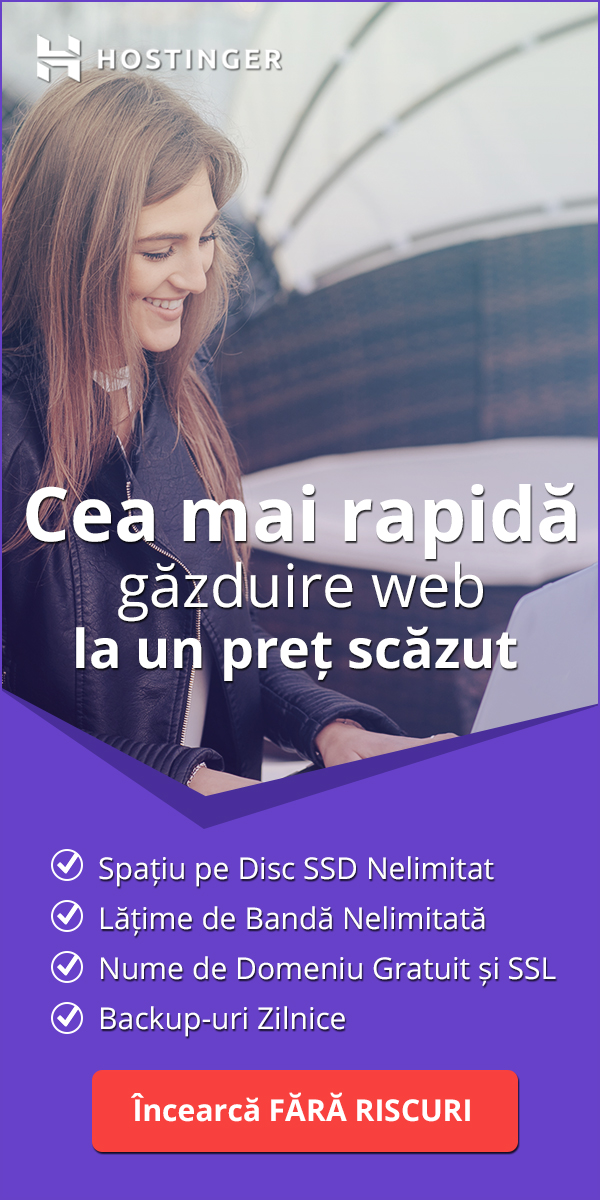 HOSTINGER
Cea mai rapidă
găzduire web
la un preț scăzut
Spațiu pe Disc SSD Nelimitat
Lățime de Bandă Nelimitată
Nume de Domeniu Gratuit și SSL
Backup-uri Zilnice
Încearcă FĂRĂ RISCURI